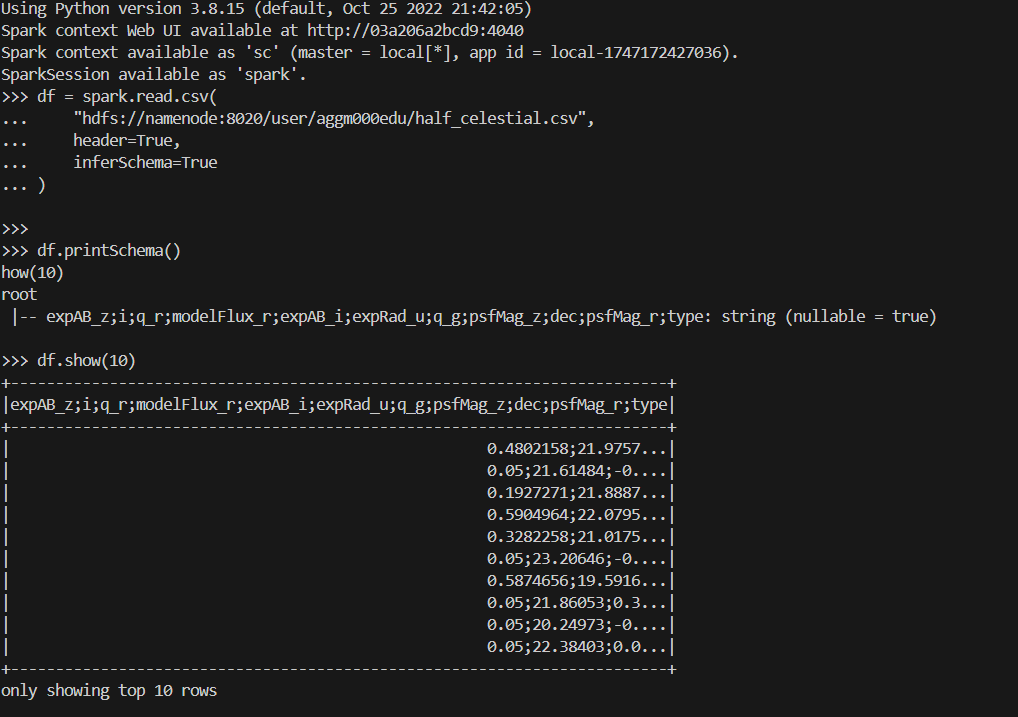 Using Python version 3.8.15 (default, Oct 25 2022 21:42:05)
Spark context Web UI available at http://03a206a2bcd9:4040
Spark context available as 'sc' (master = local[*], app id = local-1747172427036).
SparkSession available as 'spark'.
>>> df = spark.read.csv(
...     "hdfs://namenode:8020/user/aggm000edu/half_celestial.csv",
...     header=True,
...     inferSchema=True
... )

>>>
>>> df.printSchema()
how(10)
root
 |-- expAB_z;i;q_r;modelFlux_r;expAB_i;expRad_u;q_g;psfMag_z;dec;psfMag_r;type: string (nullable = true)

>>> df.show(10)
+-------------------------------------------------------------------------+
|expAB_z;i;q_r;modelFlux_r;expAB_i;expRad_u;q_g;psfMag_z;dec;psfMag_r;type|
+-------------------------------------------------------------------------+
|                                                     0.4802158;21.9757...|
|                                                     0.05;21.61484;-0....|
|                                                     0.1927271;21.8887...|
|                                                     0.5904964;22.0795...|
|                                                     0.3282258;21.0175...|
|                                                     0.05;23.20646;-0....|
|                                                     0.5874656;19.5916...|
|                                                     0.05;21.86053;0.3...|
|                                                     0.05;20.24973;-0....|
|                                                     0.05;22.38403;0.0...|
+-------------------------------------------------------------------------+
only showing top 10 rows